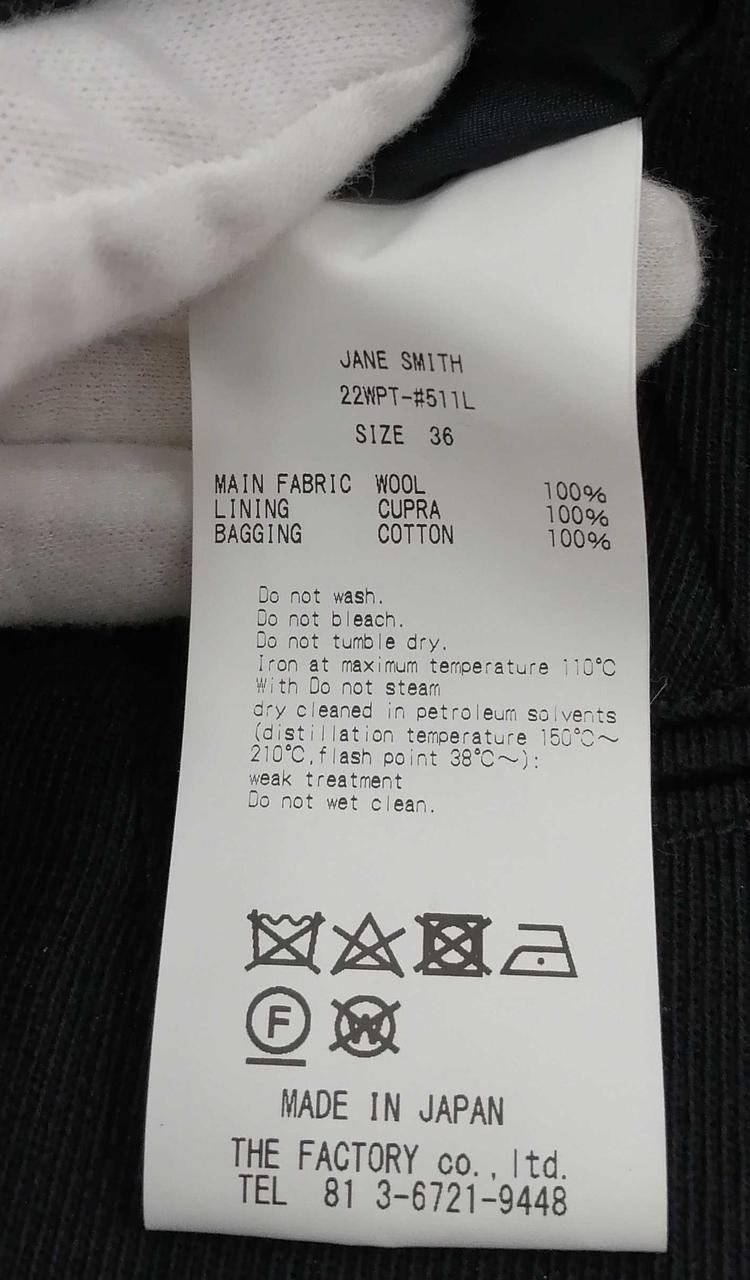 JANE SMITH
22WPT-#511L
SIZE 36
MAIN FABRIC WOOL 100%
LINING CUPRA 100%
BAGGING COTTON 100%
Do not wash.
Do not bleach.
Do not tumble dry.
Iron at maximum temperature 110°C
With Do not steam
dry cleaned in petroleum solvents
(distillation temperature 150°C～
210°C,flash point 38°C～):
weak treatment
Do not wet clean.
F W
MADE IN JAPAN
THE FACTORY co.,ltd.
TEL 81 3-6721-9448